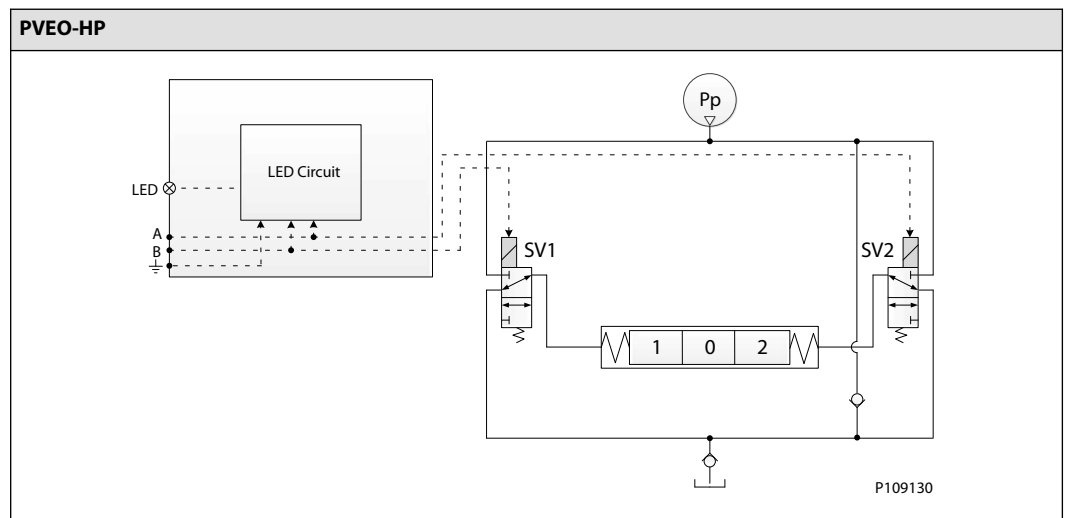 PVEO-HP
Pp
LED Circuit
LED
A
B
SV1
SV2
1 0 2
P109130